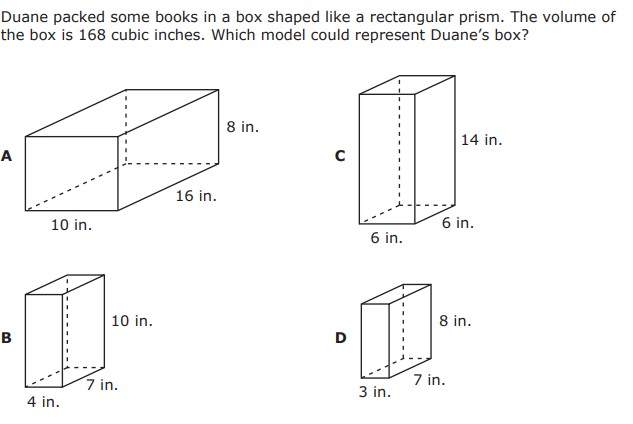 Duane packed some books in a box shaped like a rectangular prism. The volume of
the box is 168 cubic inches. Which model could represent Duane’s box?
A
8 in.
16 in.
10 in.
C
14 in.
6 in.
6 in.
B
10 in.
7 in.
4 in.
D
8 in.
7 in.
3 in.